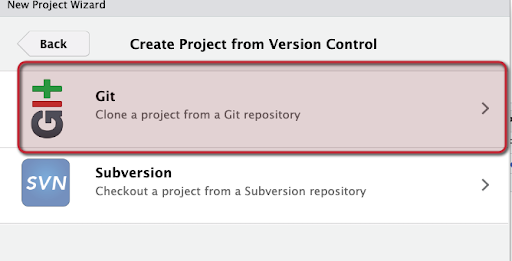 New Project Wizard
Back
Create Project from Version Control
Git
Git
Clone a project from a Git repository
SVN
Subversion
Checkout a project from a Subversion repository